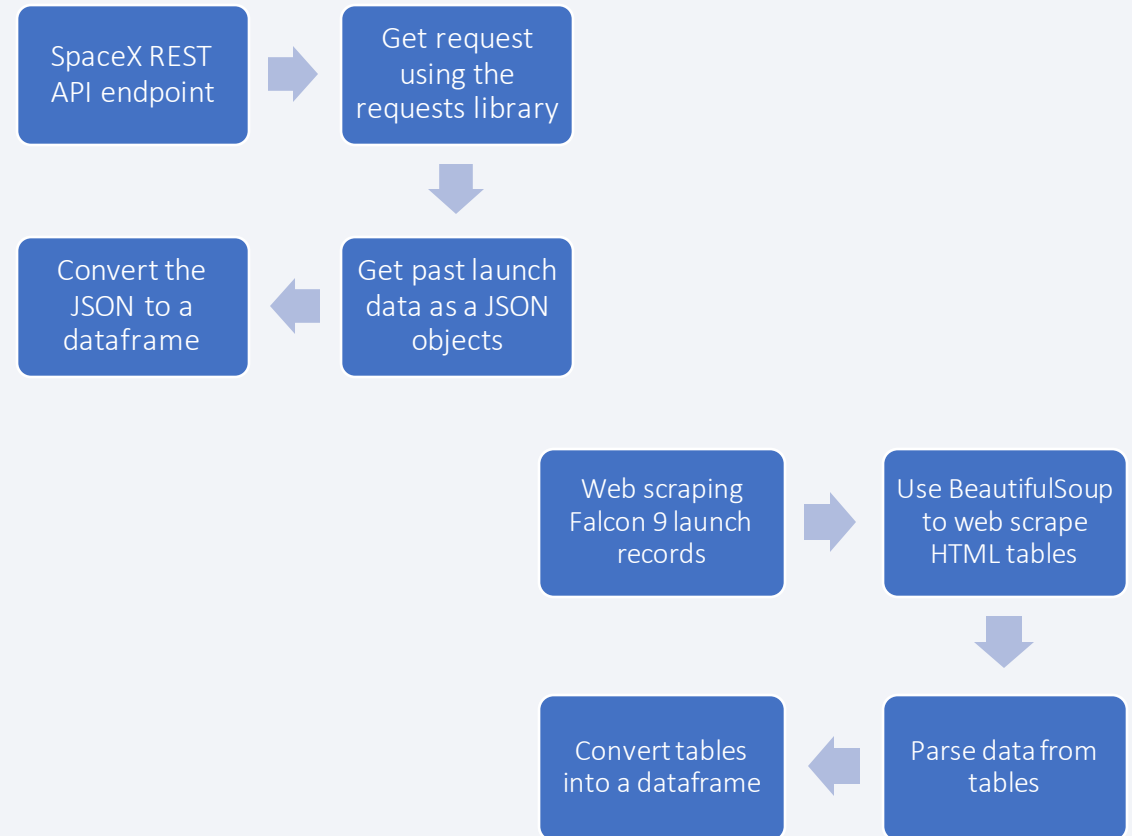 SpaceX REST
API endpoint
Get request
using the
requests library
Get past launch
data as a JSON
objects
Convert the
JSON to a
dataframe
Web scraping
Falcon 9 launch
records
Use BeautifulSoup
to web scrape
HTML tables
Parse data from
tables
Convert tables
into a dataframe